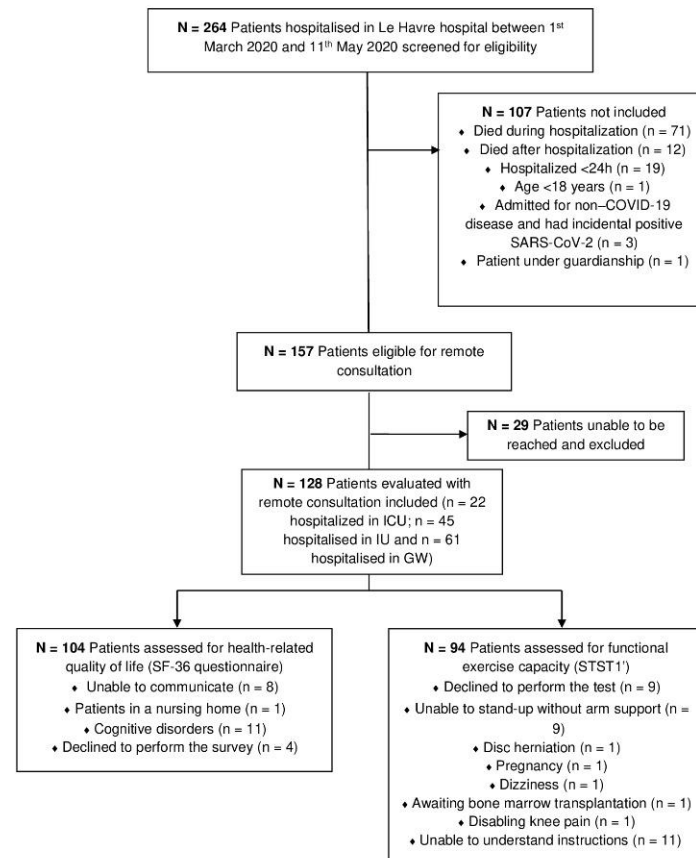 N = 264 Patients hospitalised in Le Havre hospital between 1st
March 2020 and 11th May 2020 screened for eligibility
N = 107 Patients not included
♦ Died during hospitalization (n = 71)
♦ Died after hospitalization (n = 12)
♦ Hospitalized <24h (n = 19)
♦ Age <18 years (n = 1)
♦ Admitted for non–COVID-19
disease and had incidental positive
SARS-CoV-2 (n = 3)
♦ Patient under guardianship (n = 1)
N = 157 Patients eligible for remote
consultation
N = 29 Patients unable to be
reached and excluded
N = 128 Patients evaluated with
remote consultation included (n = 22
hospitalized in ICU; n = 45
hospitalised in IU and n = 61
hospitalised in GW)
N = 104 Patients assessed for health-related
quality of life (SF-36 questionnaire)
♦ Unable to communicate (n = 8)
♦ Patients in a nursing home (n = 1)
♦ Cognitive disorders (n = 11)
♦ Declined to perform the survey (n = 4)
N = 94 Patients assessed for functional
exercise capacity (STST1’)
♦ Declined to perform the test (n = 9)
♦ Unable to stand-up without arm support (n =
9)
♦ Disc herniation (n = 1)
♦ Pregnancy (n = 1)
♦ Dizziness (n = 1)
♦ Awaiting bone marrow transplantation (n = 1)
♦ Disabling knee pain (n = 1)
♦ Unable to understand instructions (n = 11)